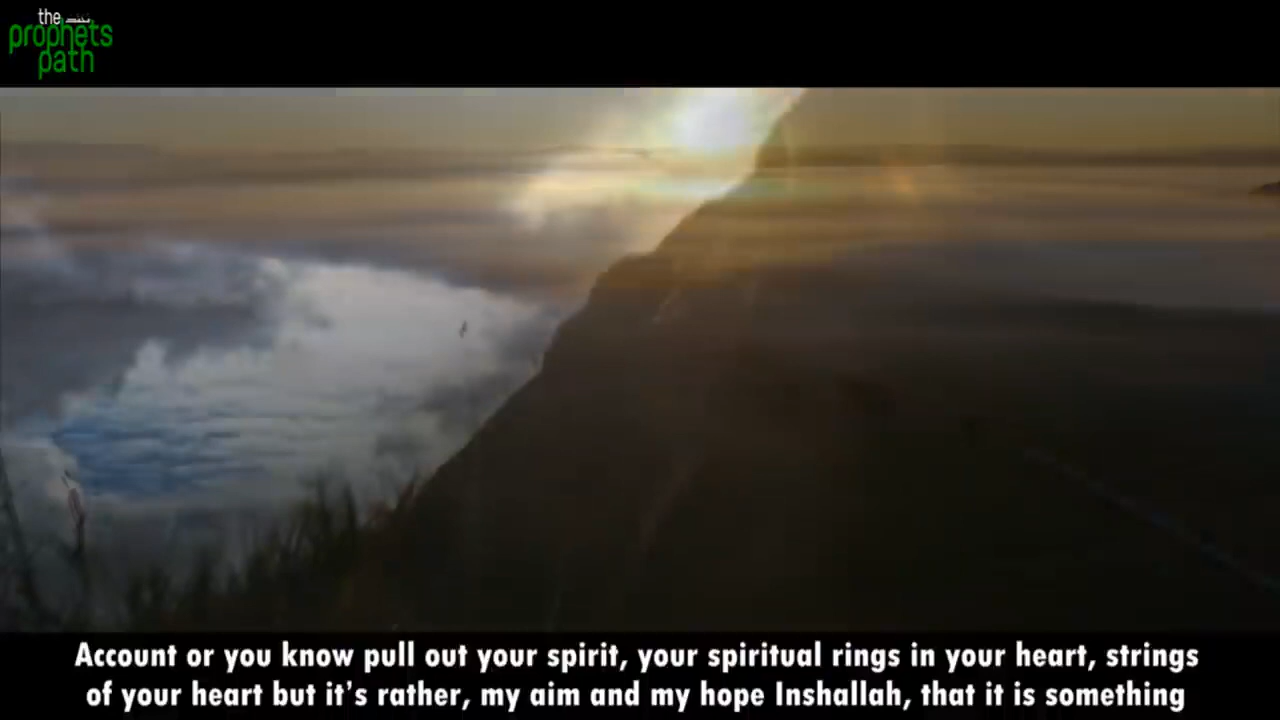 the
prophets
path
Account or you know pull out your spirit, your spiritual rings in your heart, strings
of your heart but it's rather, my aim and my hope Inshallah, that it is something